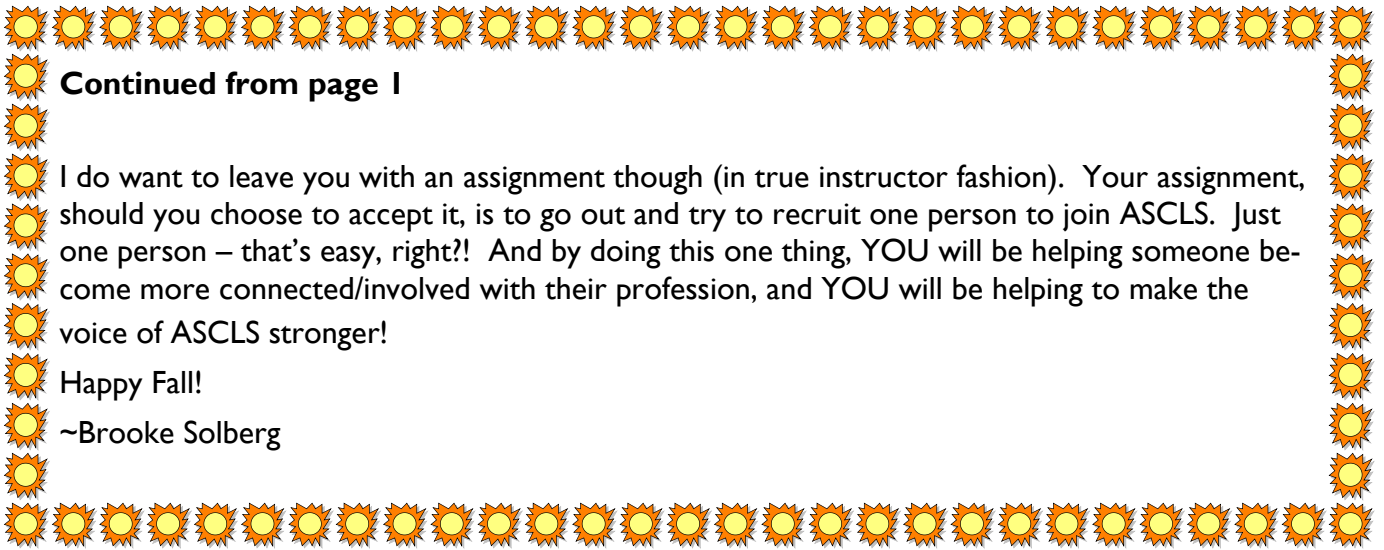 Continued from page 1
I do want to leave you with an assignment though (in true instructor fashion).  Your assignment,
should you choose to accept it, is to go out and try to recruit one person to join ASCLS.  Just
one person – that's easy, right?!  And by doing this one thing, YOU will be helping someone be-
come more connected/involved with their profession, and YOU will be helping to make the
voice of ASCLS stronger!
Happy Fall!
~Brooke Solberg